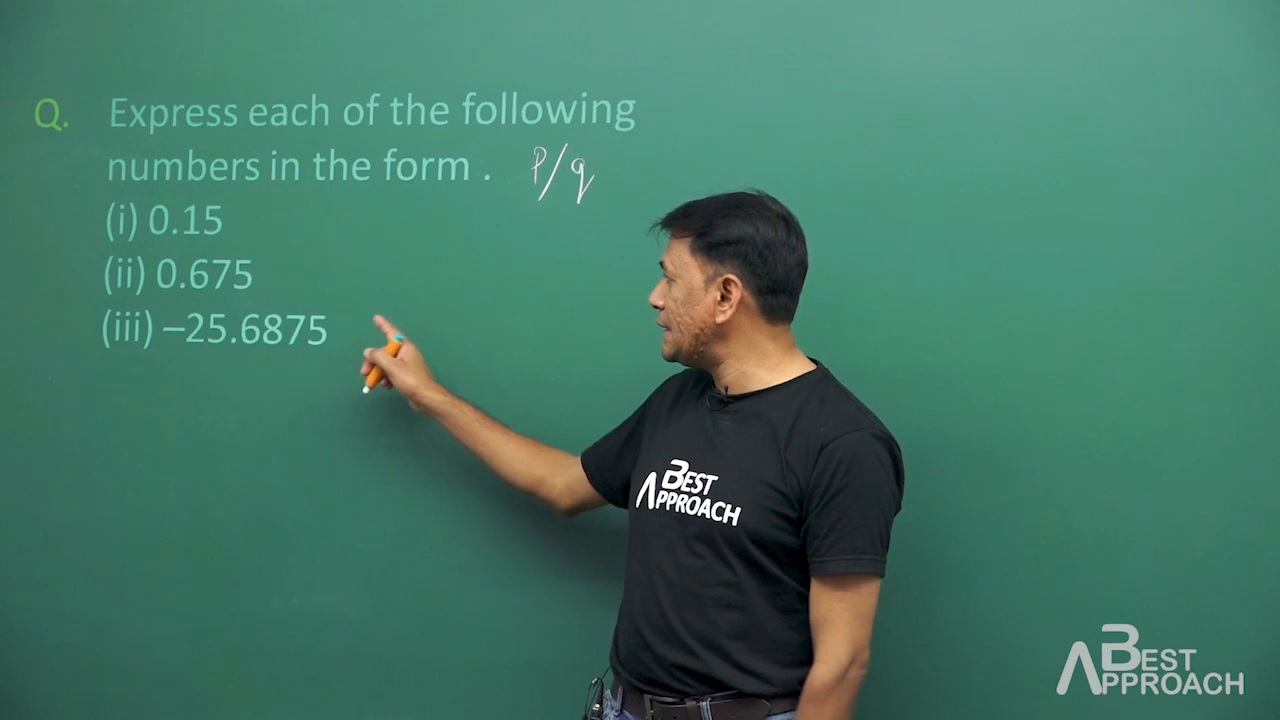 Q. Express each of the following
numbers in the form . P/q
(i) 0.15
(ii) 0.675
(iii) –25.6875
BEST
APPROACH
BEST
APPROACH